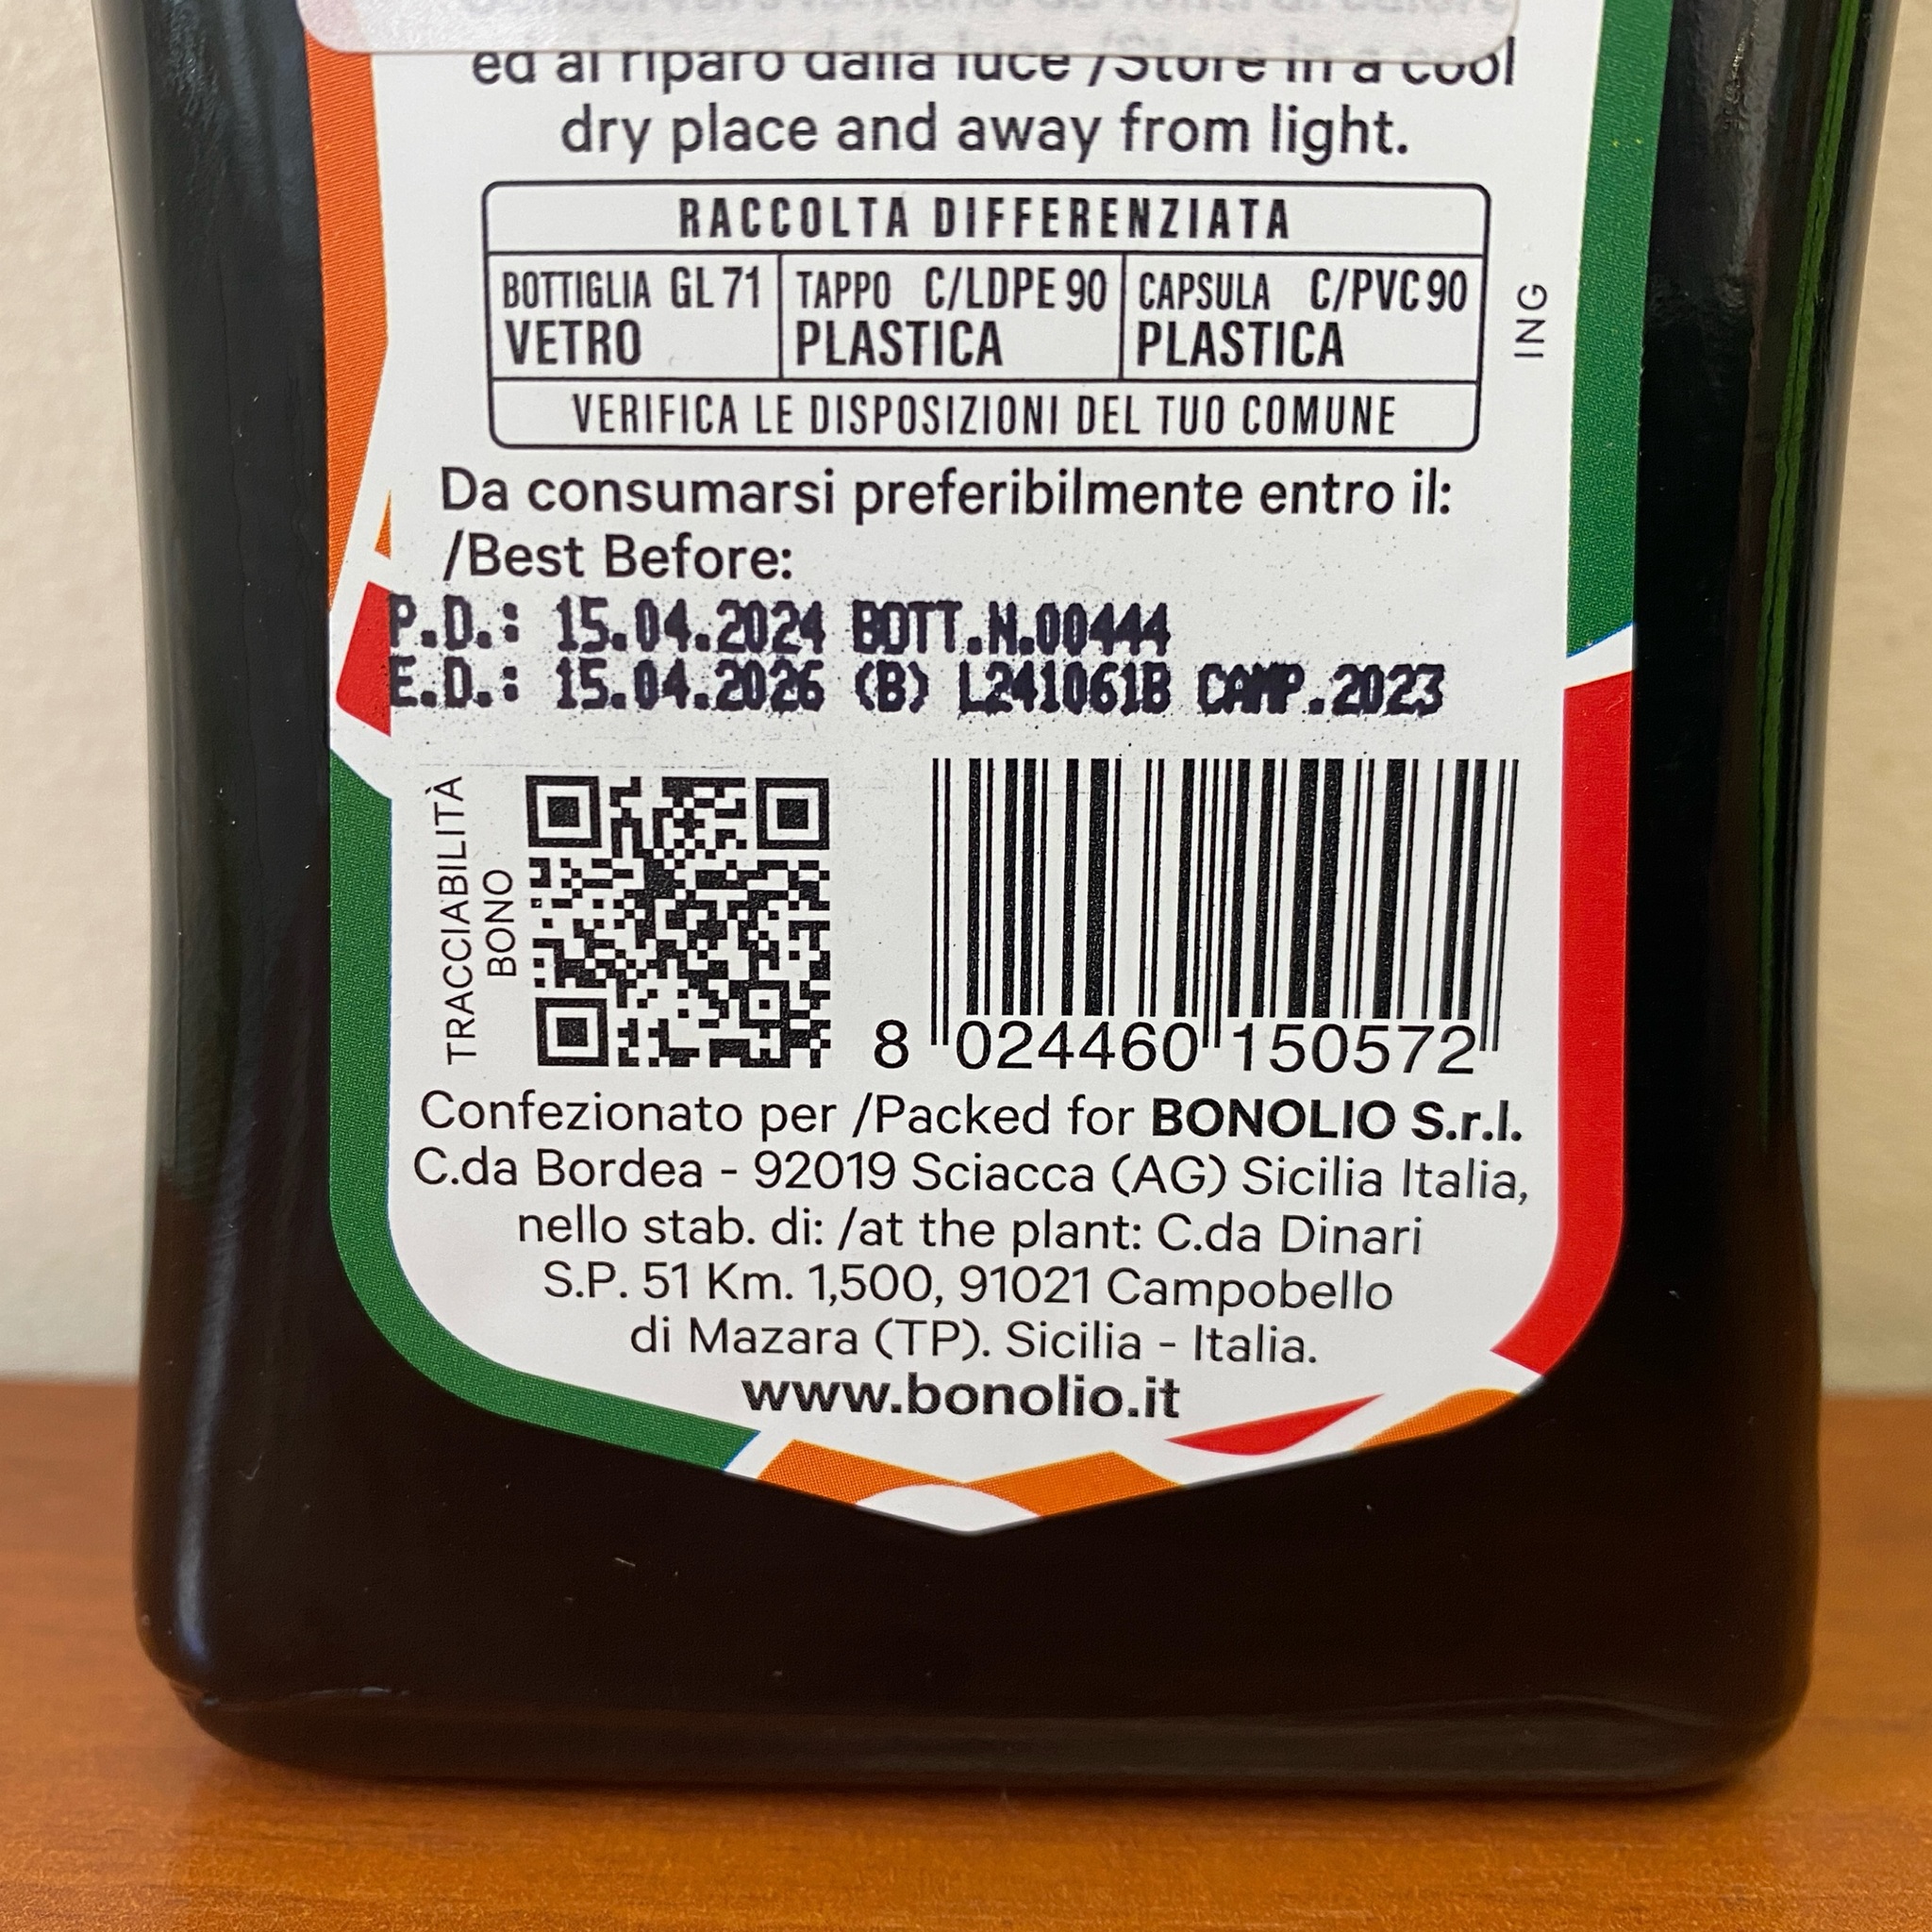 ed al riparo dalla luce /Store in a cool
dry place and away from light.
RACCOLTA DIFFERENZIATA
BOTTIGLIA GL 71
VETRO
TAPPO C/LDPE 90
PLASTICA
CAPSULA C/PVC 90
PLASTICA
VERIFICA LE DISPOSIZIONI DEL TUO COMUNE
ING
Da consumarsi preferibilmente entro il:
/Best Before:
P.D.: 15.04.2024 BOTT.N.00444
E.D.: 15.04.2026 (B) L241061B CAMP.2023
TRACCIABILITÀ
BONO
8 024460 150572
Confezionato per /Packed for BONOLIO S.r.l.
C.da Bordea - 92019 Sciacca (AG) Sicilia Italia,
nello stab. di: /at the plant: C.da Dinari
S.P. 51 Km. 1,500, 91021 Campobello
di Mazara (TP). Sicilia - Italia.
www.bonolio.it